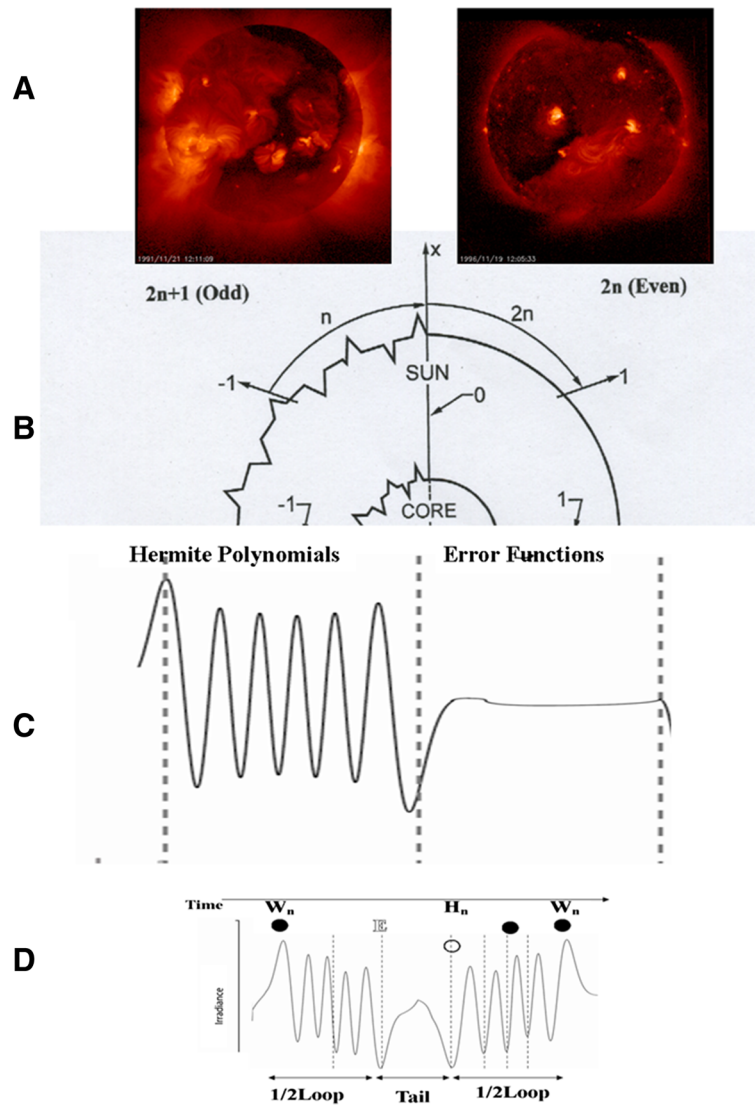 A
1991/11/21 12:11:09
1996/11/19 12:05:33
2n+1 (Odd)
2n (Even)
x
n
2n
-1
SUN
1
0
B
-1
CORE
1
Hermite Polynomials
Error Functions
C
Time
Wn
E
Hn
Wn
D
Irradiance
1/2Loop
Tail
1/2Loop